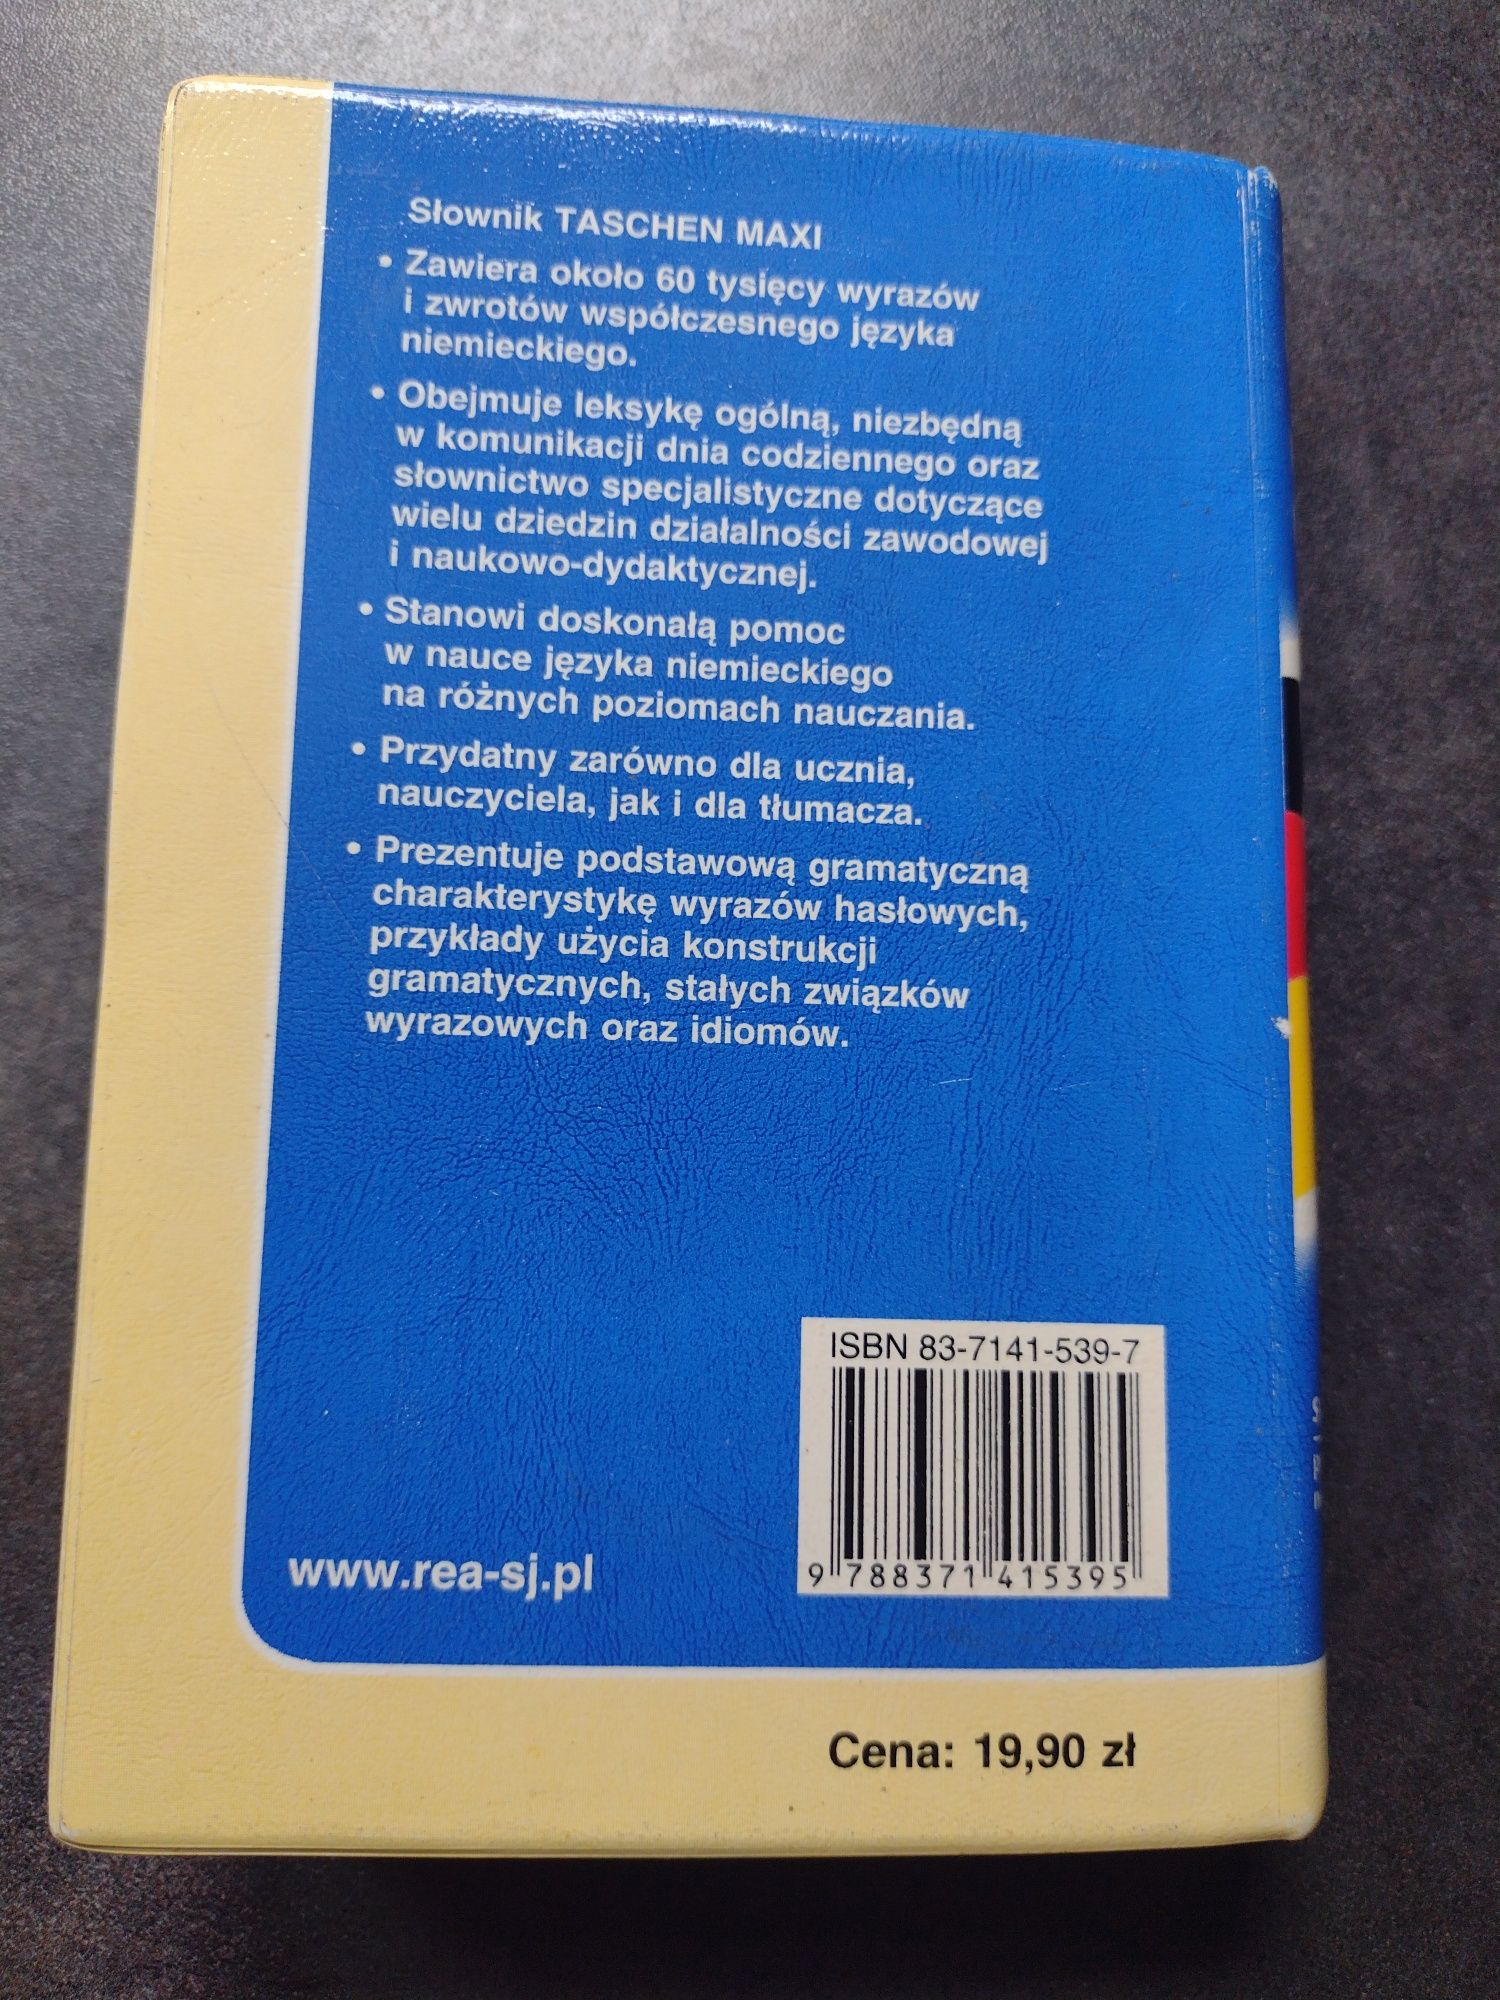 Słownik TASCHEN MAXI
• Zawiera około 60 tysięcy wyrazów
i zwrotów współczesnego języka
niemieckiego.
• Obejmuje leksykę ogólną, niezbędną
w komunikacji dnia codziennego oraz
słownictwo specjalistyczne dotyczące
wielu dziedzin działalności zawodowej
i naukowo-dydaktycznej.
• Stanowi doskonałą pomoc
w nauce języka niemieckiego
na różnych poziomach nauczania.
• Przydatny zarówno dla ucznia,
nauczyciela, jak i dla tłumacza.
• Prezentuje podstawową gramatyczną
charakterystykę wyrazów hasłowych,
przykłady użycia konstrukcji
gramatycznych, stałych związków
wyrazowych oraz idiomów.
ISBN 83-7141-539-7
9 788371 415395
www.rea-sj.pl
Cena: 19,90 zł